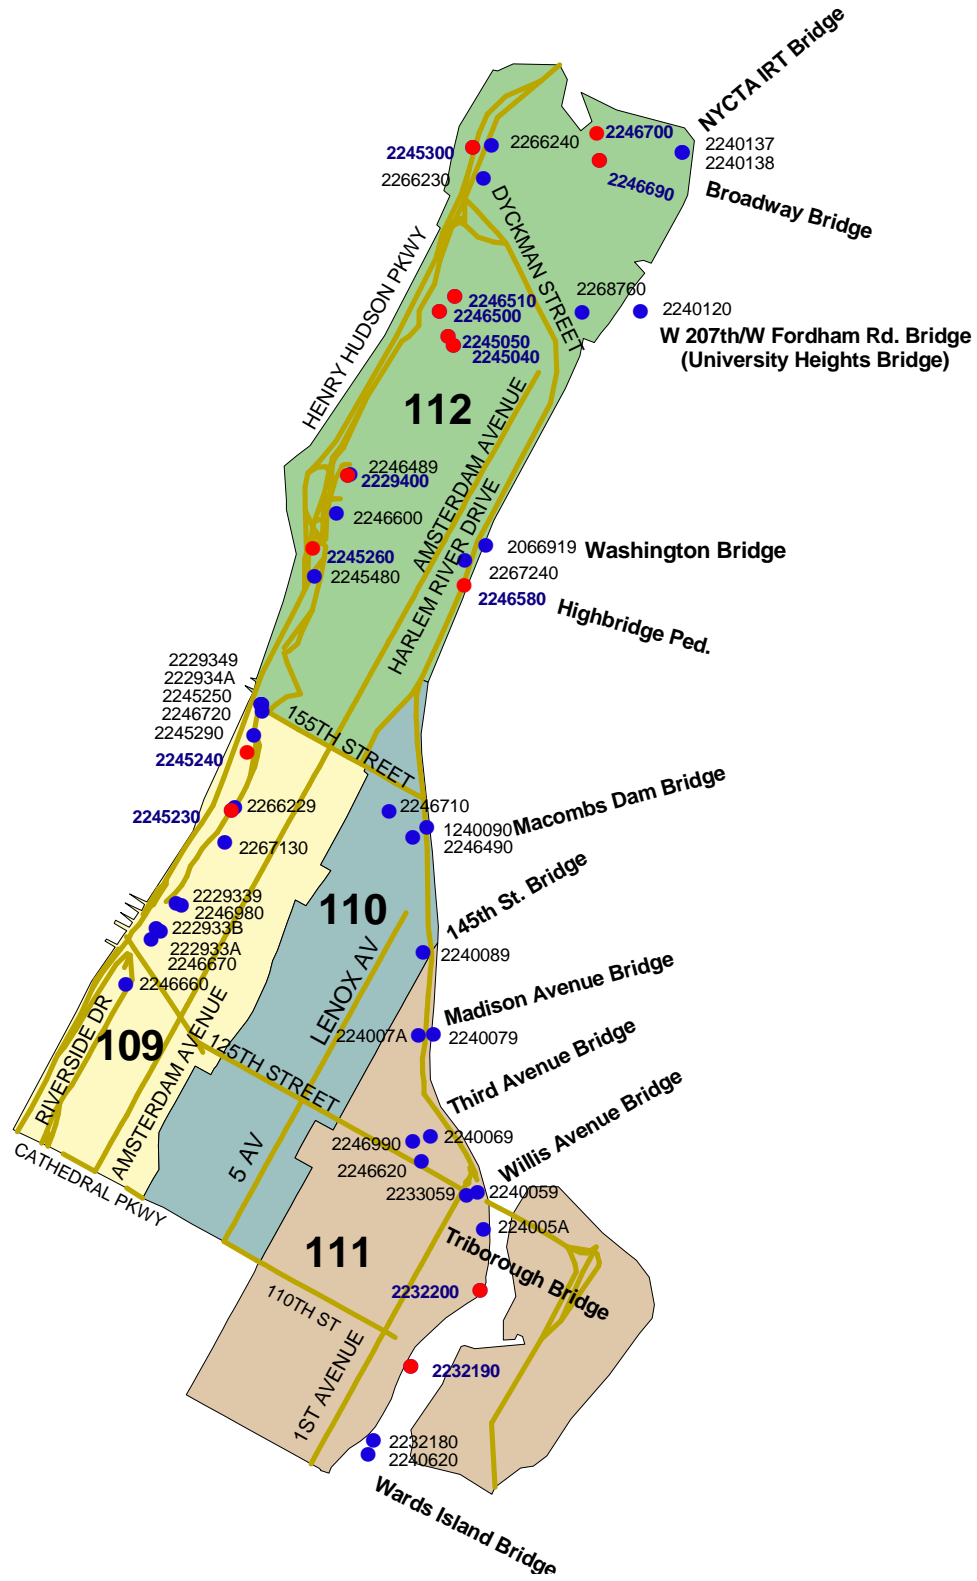 NYCTA IRT Bridge
2246700
2266240
2240137
2245300
2240138
2266230
2246690
Broadway Bridge
DYCKMAN STREET
HENRY HUDSON PKWY
2268760
2246510
2240120
2246500
W 207th/W Fordham Rd. Bridge
(University Heights Bridge)
2245050
2245040
112
AMSTERDAM AVENUE
2246489
2229400
HARLEM RIVER DRIVE
2246600
2066919
Washington Bridge
2245260
2245480
2267240
2246580
Highbridge Ped.
2229349
222934A
2245250
2246720
2245290
2245240
155TH STREET
Macombs Dam Bridge
2266229
2246710
2245230
1240090
2246490
2267130
145th St. Bridge
2229339
110
2246980
222933B
222933A
2246670
LENOX AV
2240089
2246660
Madison Avenue Bridge
RIVERSIDE DR
109
AMSTERDAM AVENUE
224007A
2240079
125TH STREET
Third Avenue Bridge
Willis Avenue Bridge
2240069
2246990
5 AV
2246620
CATHEDRAL PKWY
2233059
2240059
224005A
111
Triborough Bridge
2232200
110TH ST
1ST AVENUE
2232190
2232180
2240620
Wards Island Bridge